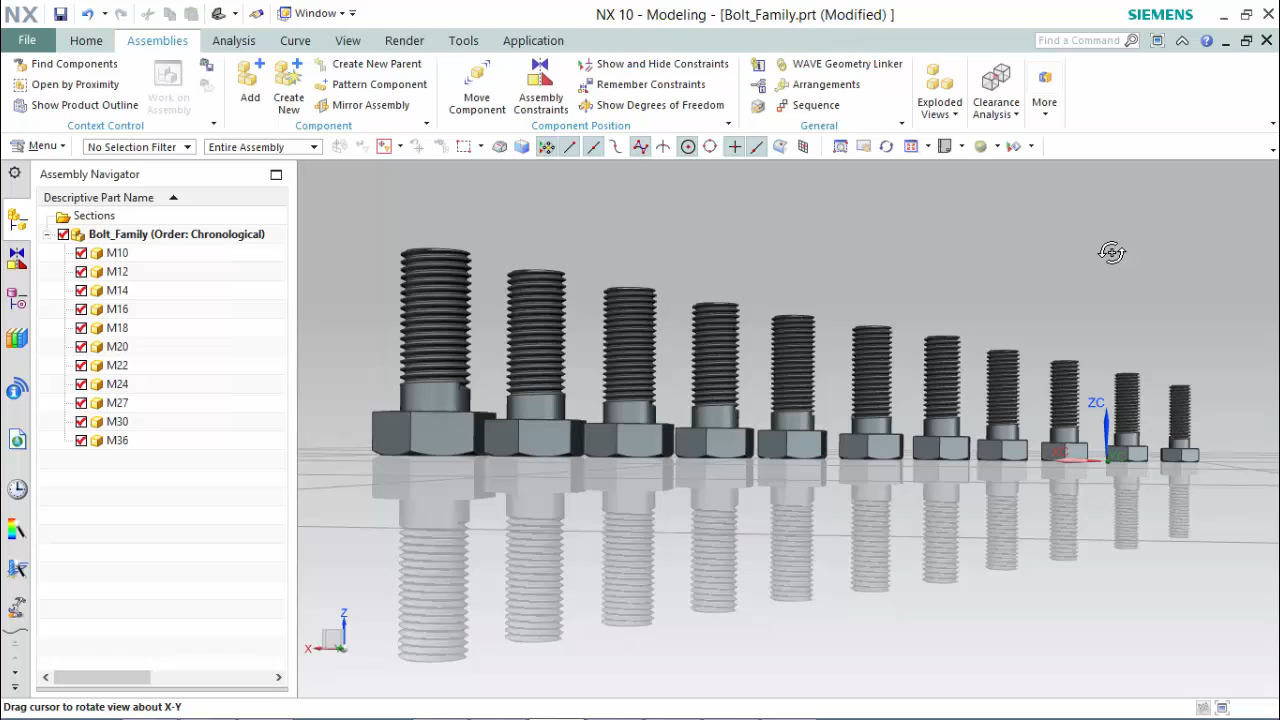 NX Window NX 10 - Modeling - [Bolt_Family.prt (Modified) ] SIEMENS
File Home Assemblies Analysis Curve View Render Tools Application Find a Command
Find Components Create New Parent Show and Hide Constraints WAVE Geometry Linker
Open by Proximity Pattern Component Remember Constraints Arrangements
Show Product Outline Mirror Assembly Show Degrees of Freedom Sequence
Work on Assembly
Add
Create New
Move Component
Assembly Constraints
Exploded Views
Clearance Analysis
More
Context Control Component Component Position General
Menu No Selection Filter Entire Assembly
Assembly Navigator
Descriptive Part Name
Sections
Bolt_Family (Order: Chronological)
M10
M12
M14
M16
M18
M20
M22
M24
M27
M30
M36
ZC
Z
X
Drag cursor to rotate view about X-Y